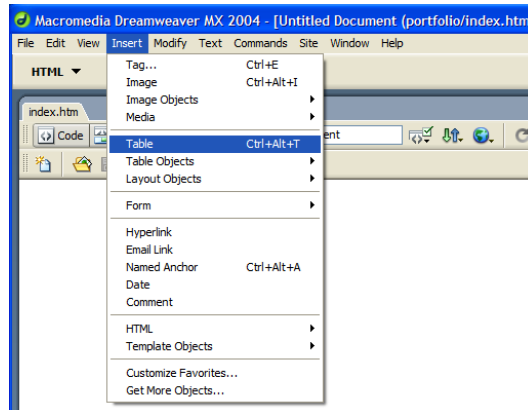 Macromedia Dreamweaver MX 2004 - [Untitled Document (portfolio/index.htm
File Edit View Insert Modify Text Commands Site Window Help
HTML
Tag... Ctrl+E
Image Ctrl+Alt+I
Image Objects
Media
index.htm
Code
Table Ctrl+Alt+T
Table Objects
Layout Objects
Form
Hyperlink
Email Link
Named Anchor Ctrl+Alt+A
Date
Comment
HTML
Template Objects
Customize Favorites...
Get More Objects...